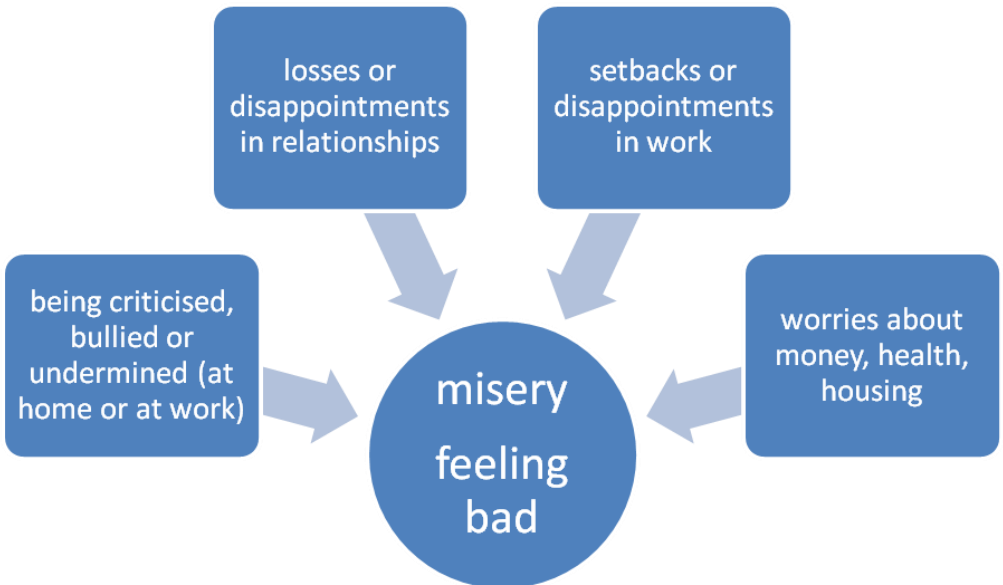 losses or
disappointments
in relationships
setbacks or
disappointments
in work
being criticised,
bullied or
undermined (at
home or at work)
worries about
money, health,
housing
misery
feeling
bad